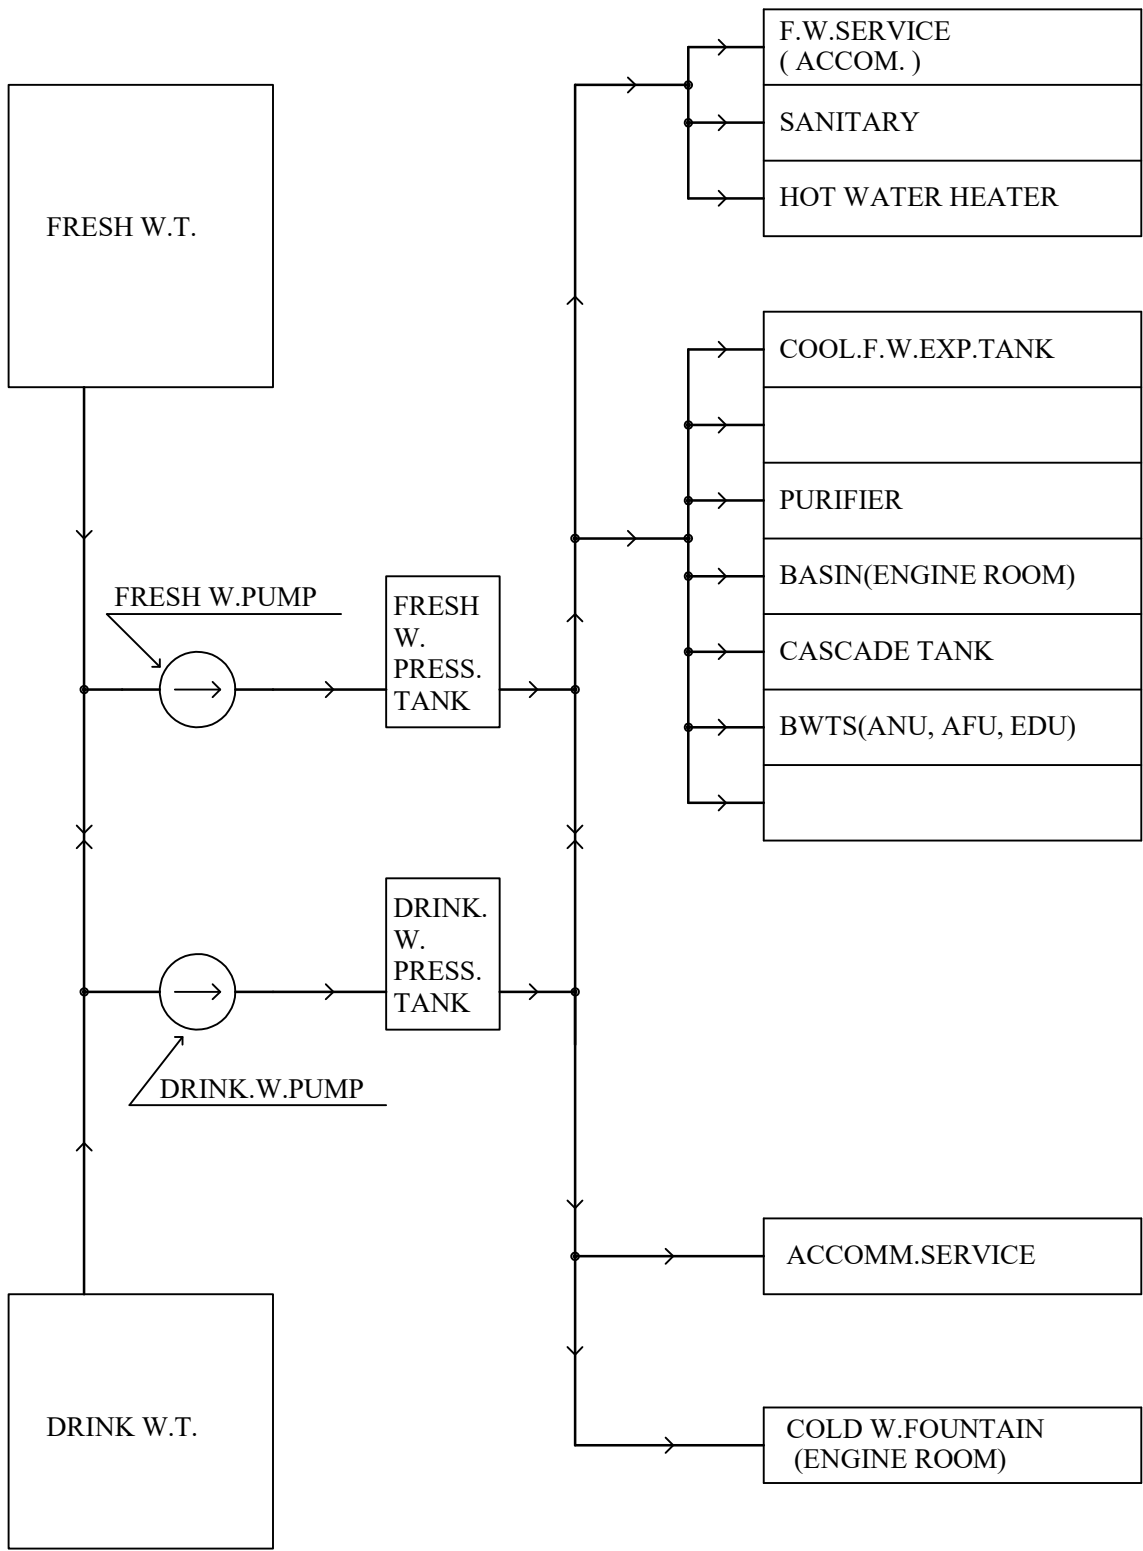 F.W.SERVICE
( ACCOM. )
SANITARY
HOT WATER HEATER
FRESH W.T.
COOL.F.W.EXP.TANK
PURIFIER
BASIN(ENGINE ROOM)
CASCADE TANK
BWTS(ANU, AFU, EDU)
FRESH W.PUMP
FRESH
W.
PRESS.
TANK
DRINK.
W.
PRESS.
TANK
DRINK.W.PUMP
ACCOMM.SERVICE
DRINK W.T.
COLD W.FOUNTAIN
(ENGINE ROOM)